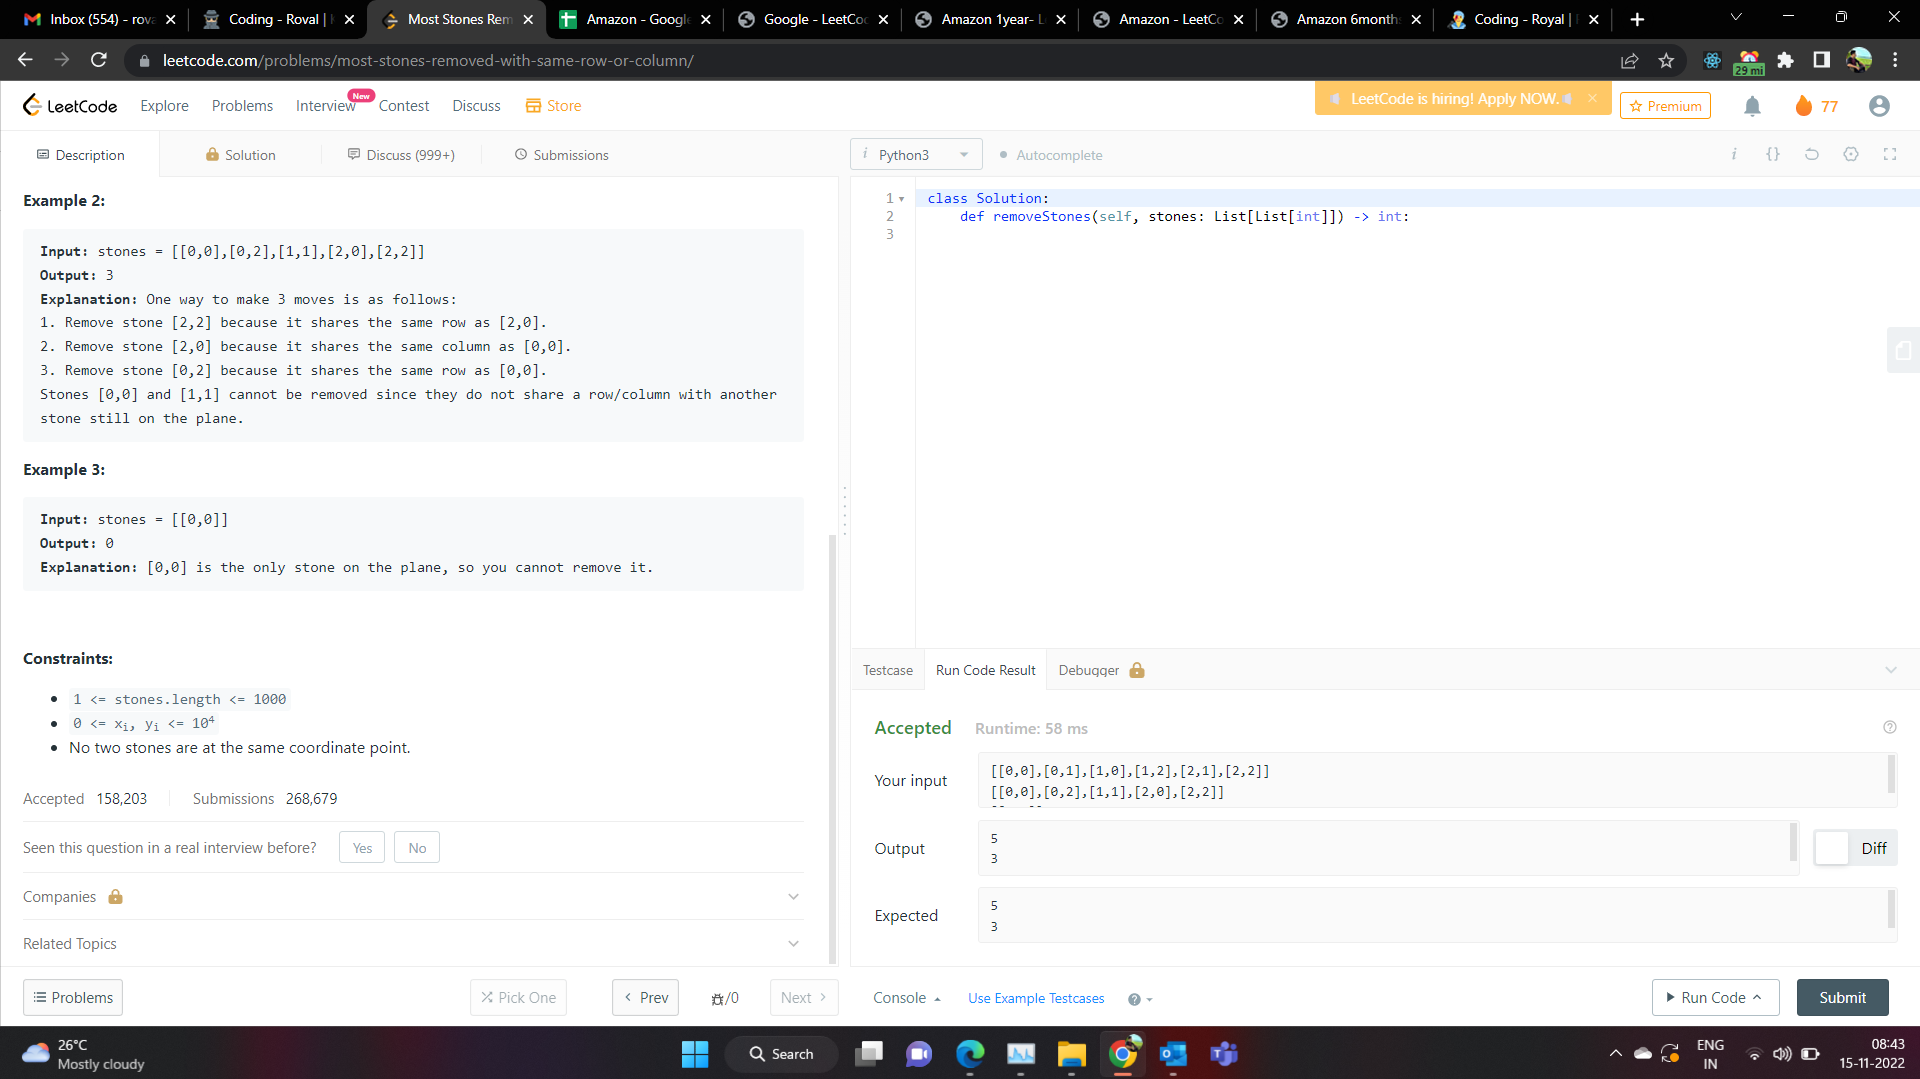 Inbox (554) - rova
Coding - Roval |
Most Stones Rem
Amazon - Google
Google - LeetCo
Amazon 1year- L
Amazon - LeetCo
Amazon 6month
Coding - Royal |
leetcode.com/problems/most-stones-removed-with-same-row-or-column/
29 mi
LeetCode
Explore
Problems
Interview
New
Contest
Discuss
Store
LeetCode is hiring! Apply NOW.
Premium
77
Description
Solution
Discuss (999+)
Submissions
i Python3
Autocomplete
Example 2:
Input: stones = [[0,0],[0,2],[1,1],[2,0],[2,2]]
Output: 3
Explanation: One way to make 3 moves is as follows:
1. Remove stone [2,2] because it shares the same row as [2,0].
2. Remove stone [2,0] because it shares the same column as [0,0].
3. Remove stone [0,2] because it shares the same row as [0,0].
Stones [0,0] and [1,1] cannot be removed since they do not share a row/column with another
stone still on the plane.
Example 3:
Input: stones = [[0,0]]
Output: 0
Explanation: [0,0] is the only stone on the plane, so you cannot remove it.
Constraints:
1 <= stones.length <= 1000
0 <= xi, yi <= 10⁴
No two stones are at the same coordinate point.
Accepted 158,203
Submissions 268,679
Seen this question in a real interview before?
Yes
No
Companies
Related Topics
1 class Solution:
2 def removeStones(self, stones: List[List[int]]) -> int:
3
Testcase
Run Code Result
Debugger
Accepted
Runtime: 58 ms
Your input
[[0,0],[0,1],[1,0],[1,2],[2,1],[2,2]]
[[0,0],[0,2],[1,1],[2,0],[2,2]]
Output
5
3
Diff
Expected
5
3
Problems
Pick One
Prev
/0
Next
Console
Use Example Testcases
Run Code
Submit
26°C
Mostly cloudy
Search
ENG
IN
08:43
15-11-2022